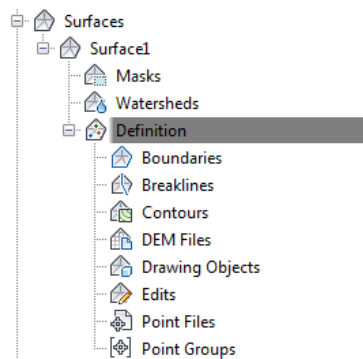 Surfaces
Surface1
Masks
Watersheds
Definition
Boundaries
Breaklines
Contours
DEM Files
Drawing Objects
Edits
Point Files
Point Groups